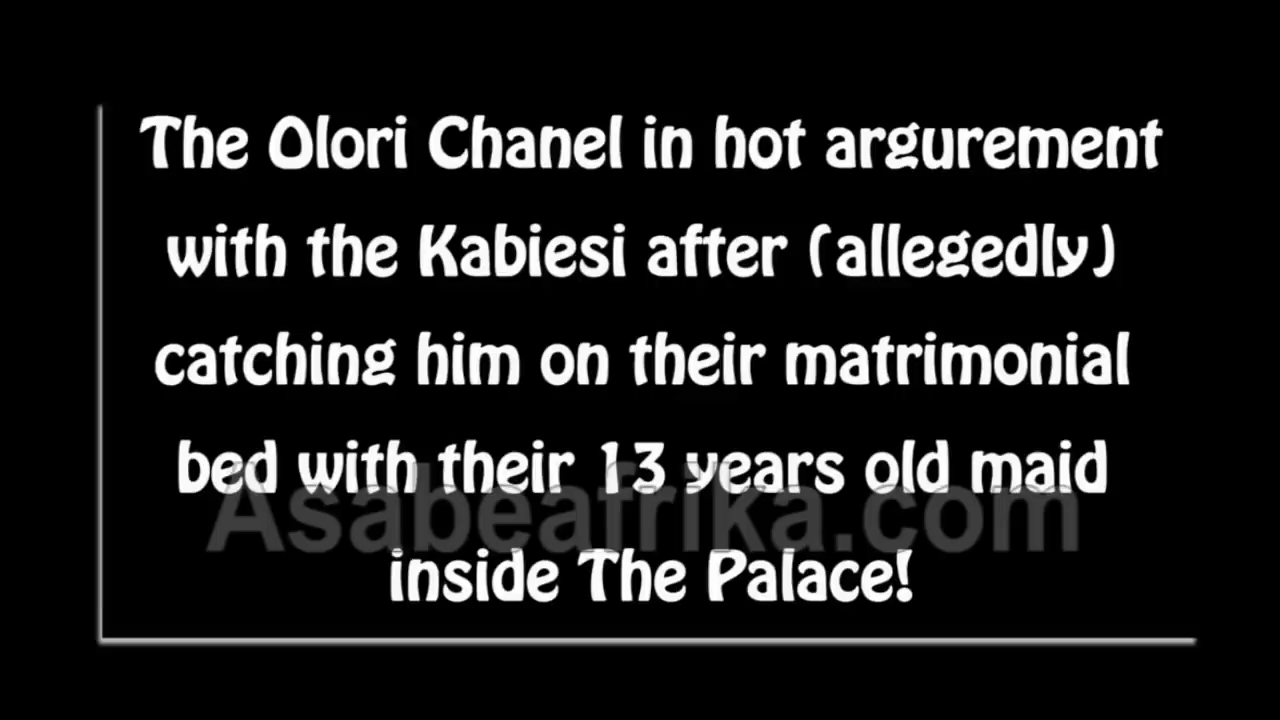 The Olori Chanel in hot argurement
with the Kabiesi after (allegedly)
catching him on their matrimonial
bed with their 13 years old maid
Asabeafrika.com
inside The Palace!